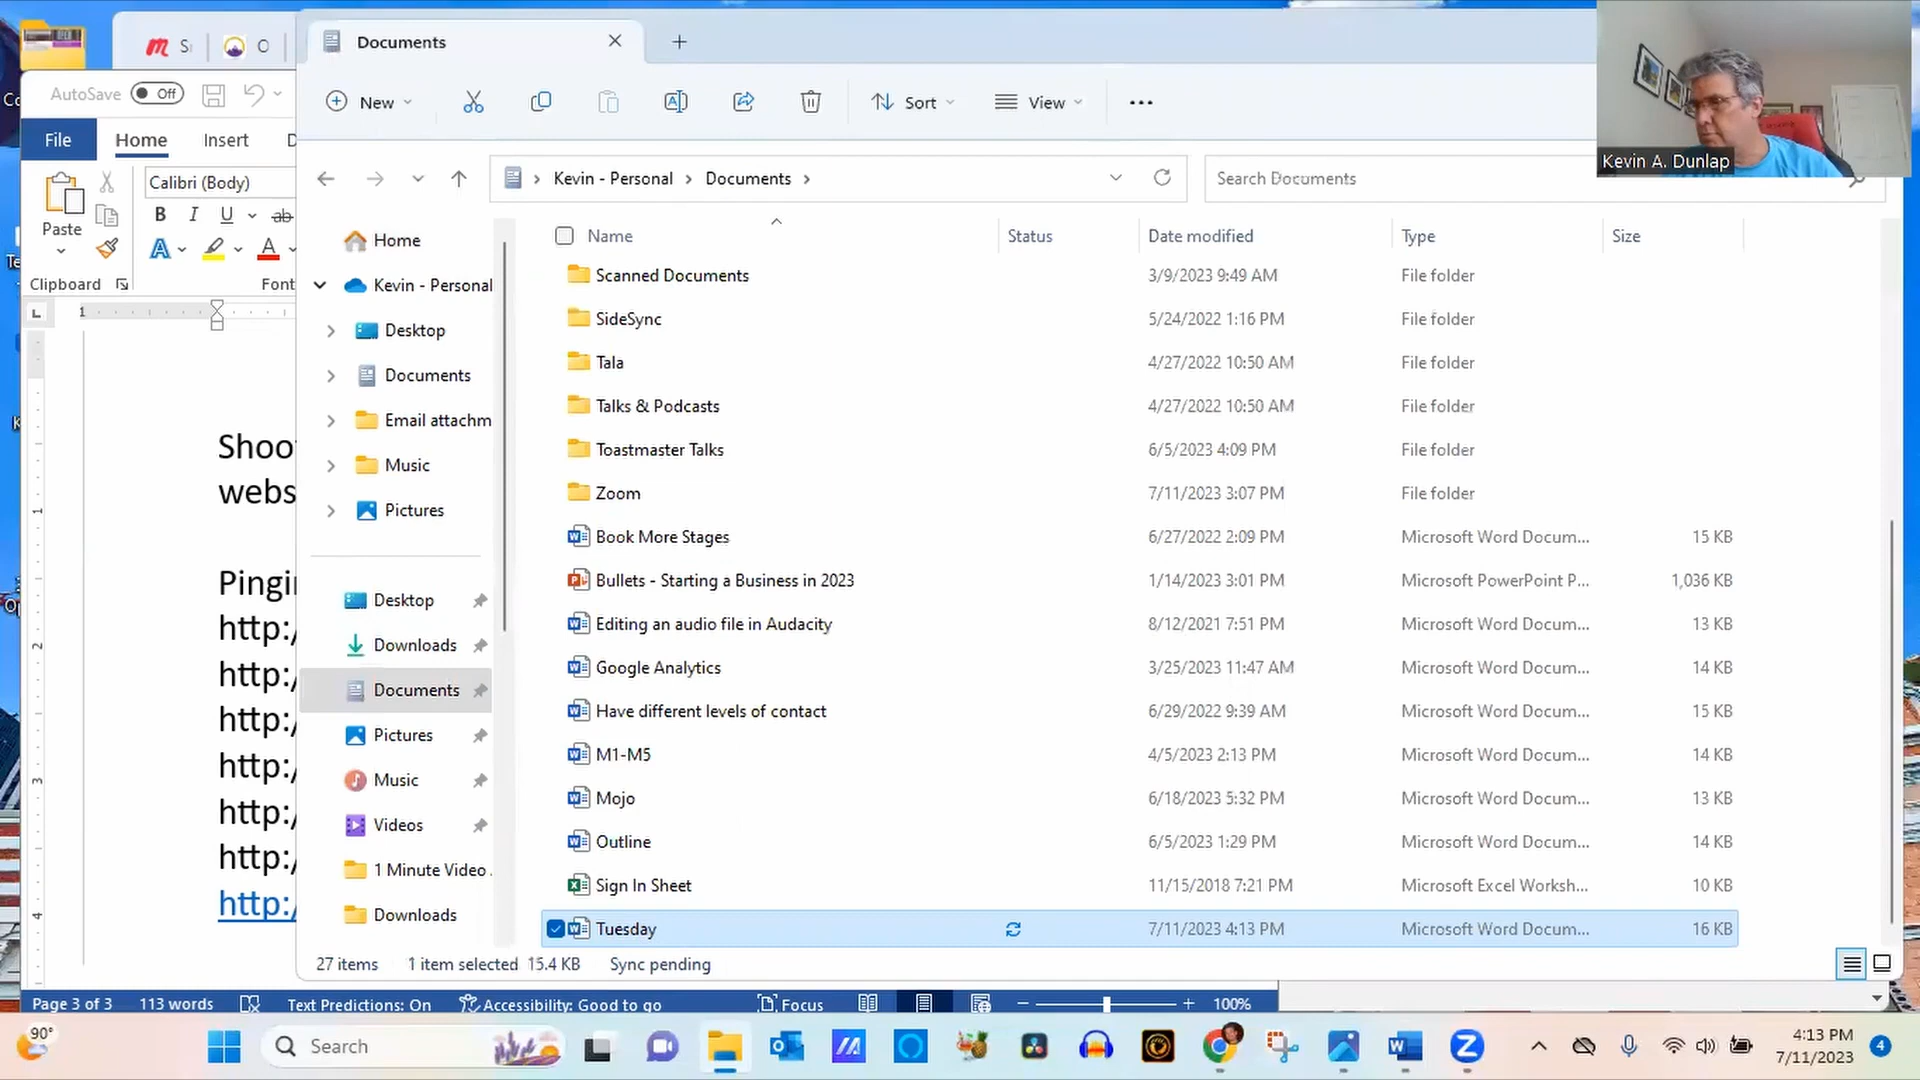 Documents
AutoSave Off
File Home Insert
Calibri (Body)
Paste
B I U ab
Clipboard Font
New Sort View
Kevin - Personal Documents
Search Documents
Kevin A. Dunlap
Home
Kevin - Personal
Desktop
Documents
Email attachm
Music
Pictures
Desktop
Downloads
Documents
Pictures
Music
Videos
1 Minute Video
Downloads
Name Status Date modified Type Size
Scanned Documents 3/9/2023 9:49 AM File folder
SideSync 5/24/2022 1:16 PM File folder
Tala 4/27/2022 10:50 AM File folder
Talks & Podcasts 4/27/2022 10:50 AM File folder
Toastmaster Talks 6/5/2023 4:09 PM File folder
Zoom 7/11/2023 3:07 PM File folder
Book More Stages 6/27/2022 2:09 PM Microsoft Word Docum... 15 KB
Bullets - Starting a Business in 2023 1/14/2023 3:01 PM Microsoft PowerPoint P... 1,036 KB
Editing an audio file in Audacity 8/12/2021 7:51 PM Microsoft Word Docum... 13 KB
Google Analytics 3/25/2023 11:47 AM Microsoft Word Docum... 14 KB
Have different levels of contact 6/29/2022 9:39 AM Microsoft Word Docum... 15 KB
M1-M5 4/5/2023 2:13 PM Microsoft Word Docum... 14 KB
Mojo 6/18/2023 5:32 PM Microsoft Word Docum... 13 KB
Outline 6/5/2023 1:29 PM Microsoft Word Docum... 14 KB
Sign In Sheet 11/15/2018 7:21 PM Microsoft Excel Worksh... 10 KB
Tuesday 7/11/2023 4:13 PM Microsoft Word Docum... 16 KB
27 items 1 item selected 15.4 KB Sync pending
Shoo
webs
Pingi
http:/
http:/
http:/
http:/
http:/
http:/
http:/
Page 3 of 3 113 words Text Predictions: On Accessibility: Good to go Focus 100%
90°
Search
4:13 PM
7/11/2023
4